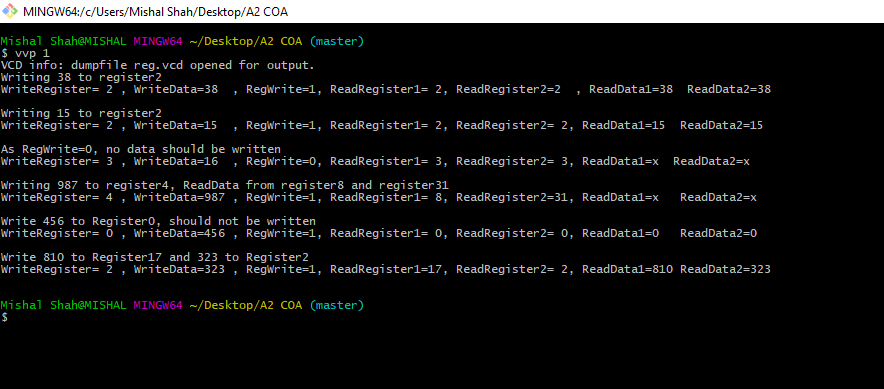 MINGW64:/c/Users/Mishal Shah/Desktop/A2 COA
Mishal Shah@MISHAL MINGW64 ~/Desktop/A2 COA (master)
$ vvp 1
VCD info: dumpfile reg.vcd opened for output.
Writing 38 to register2
WriteRegister= 2 , WriteData=38  , RegWrite=1, ReadRegister1= 2, ReadRegister2=2  , ReadData1=38  ReadData2=38
Writing 15 to register2
WriteRegister= 2 , WriteData=15  , RegWrite=1, ReadRegister1= 2, ReadRegister2= 2, ReadData1=15  ReadData2=15
As RegWrite=0, no data should be written
WriteRegister= 3 , WriteData=16  , RegWrite=0, ReadRegister1= 3, ReadRegister2= 3, ReadData1=x  ReadData2=x
Writing 987 to register4, ReadData from register8 and register31
WriteRegister= 4 , WriteData=987 , RegWrite=1, ReadRegister1= 8, ReadRegister2=31, ReadData1=x   ReadData2=x
Write 456 to Register0, should not be written
WriteRegister= 0 , WriteData=456 , RegWrite=1, ReadRegister1= 0, ReadRegister2= 0, ReadData1=0   ReadData2=0
Write 810 to Register17 and 323 to Register2
WriteRegister= 2 , WriteData=323 , RegWrite=1, ReadRegister1=17, ReadRegister2= 2, ReadData1=810 ReadData2=323
Mishal Shah@MISHAL MINGW64 ~/Desktop/A2 COA (master)
$